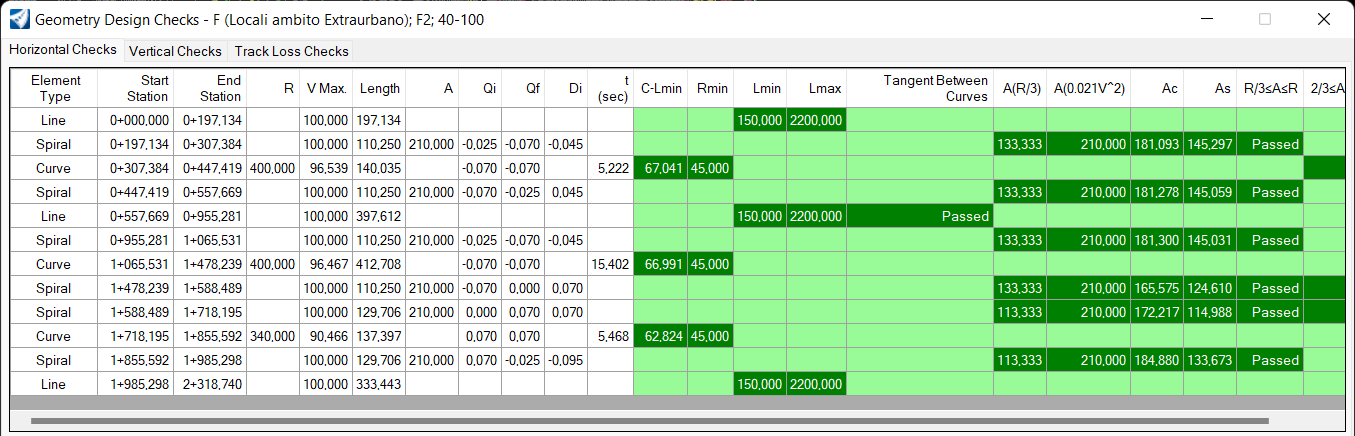 Geometry Design Checks - F (Locali ambito Extraurbano); F2; 40-100
Horizontal Checks Vertical Checks Track Loss Checks
Element Type Start Station End Station R V Max. Length A Qi Qf Di t (sec) C-Lmin Rmin Lmin Lmax Tangent Between Curves A(R/3) A(0.021V^2) Ac As R/3≤A≤R 2/3≤A
Line 0+000,000 0+197,134 100,000 197,134 150,000 2200,000
Spiral 0+197,134 0+307,384 100,000 110,250 210,000 -0,025 -0,070 -0,045 133,333 210,000 181,093 145,297 Passed
Curve 0+307,384 0+447,419 400,000 96,539 140,035 -0,070 -0,070 5,222 67,041 45,000
Spiral 0+447,419 0+557,669 100,000 110,250 210,000 -0,070 -0,025 0,045 133,333 210,000 181,278 145,059 Passed
Line 0+557,669 0+955,281 100,000 397,612 150,000 2200,000 Passed
Spiral 0+955,281 1+065,531 100,000 110,250 210,000 -0,025 -0,070 -0,045 133,333 210,000 181,300 145,031 Passed
Curve 1+065,531 1+478,239 400,000 96,467 412,708 -0,070 -0,070 15,402 66,991 45,000
Spiral 1+478,239 1+588,489 100,000 110,250 210,000 -0,070 0,000 0,070 133,333 210,000 165,575 124,610 Passed
Spiral 1+588,489 1+718,195 100,000 129,706 210,000 0,000 0,070 0,070 113,333 210,000 172,217 114,988 Passed
Curve 1+718,195 1+855,592 340,000 90,466 137,397 0,070 0,070 5,468 62,824 45,000
Spiral 1+855,592 1+985,298 100,000 129,706 210,000 0,070 -0,025 -0,095 113,333 210,000 184,880 133,673 Passed
Line 1+985,298 2+318,740 100,000 333,443 150,000 2200,000